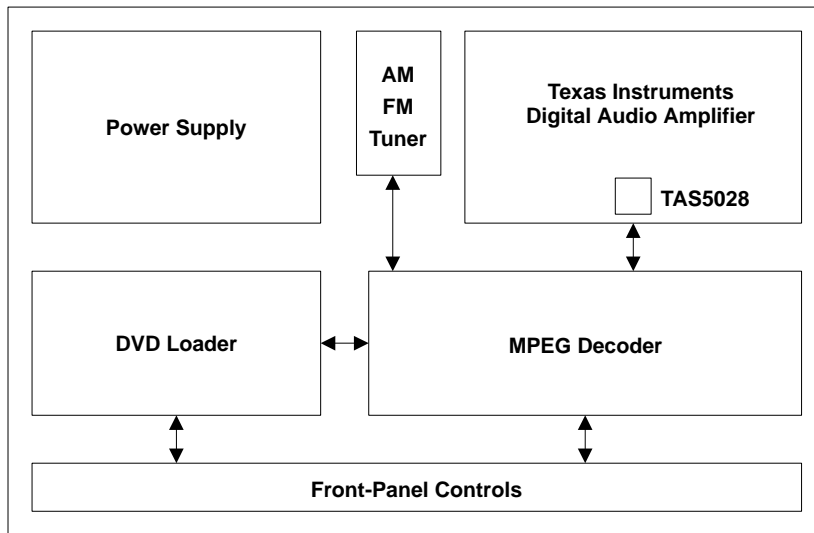 Power Supply
AM
FM
Tuner
Texas Instruments
Digital Audio Amplifier
TAS5028
DVD Loader
MPEG Decoder
Front-Panel Controls